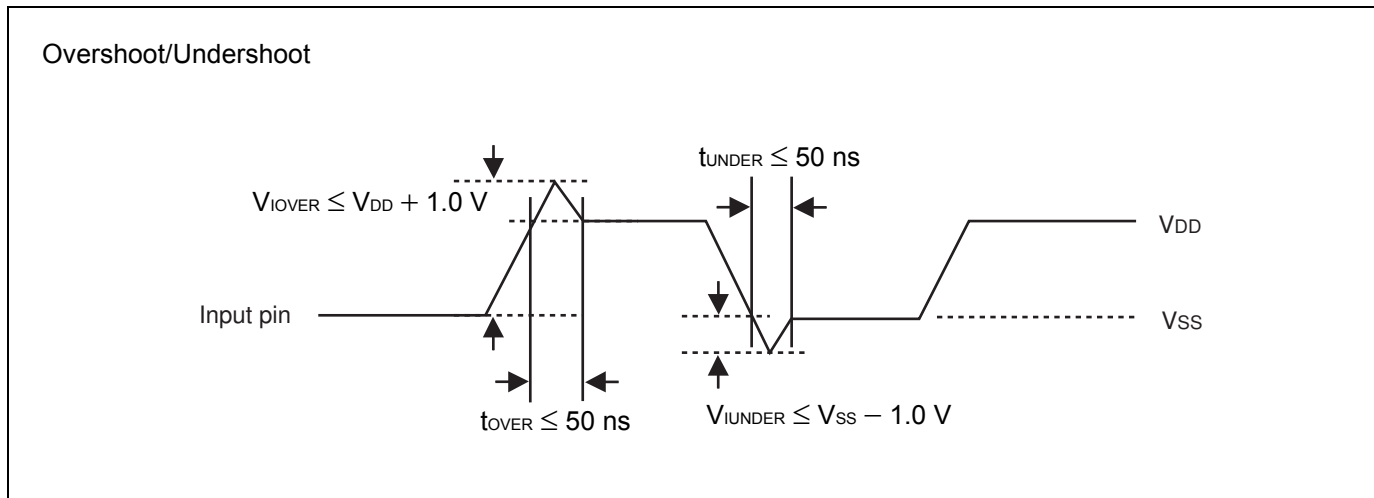 Overshoot/Undershoot
tUNDER ≤ 50 ns
VIOVER ≤ VDD + 1.0 V
VDD
Input pin
VSS
tOVER ≤ 50 ns
VIUNDER ≤ VSS − 1.0 V